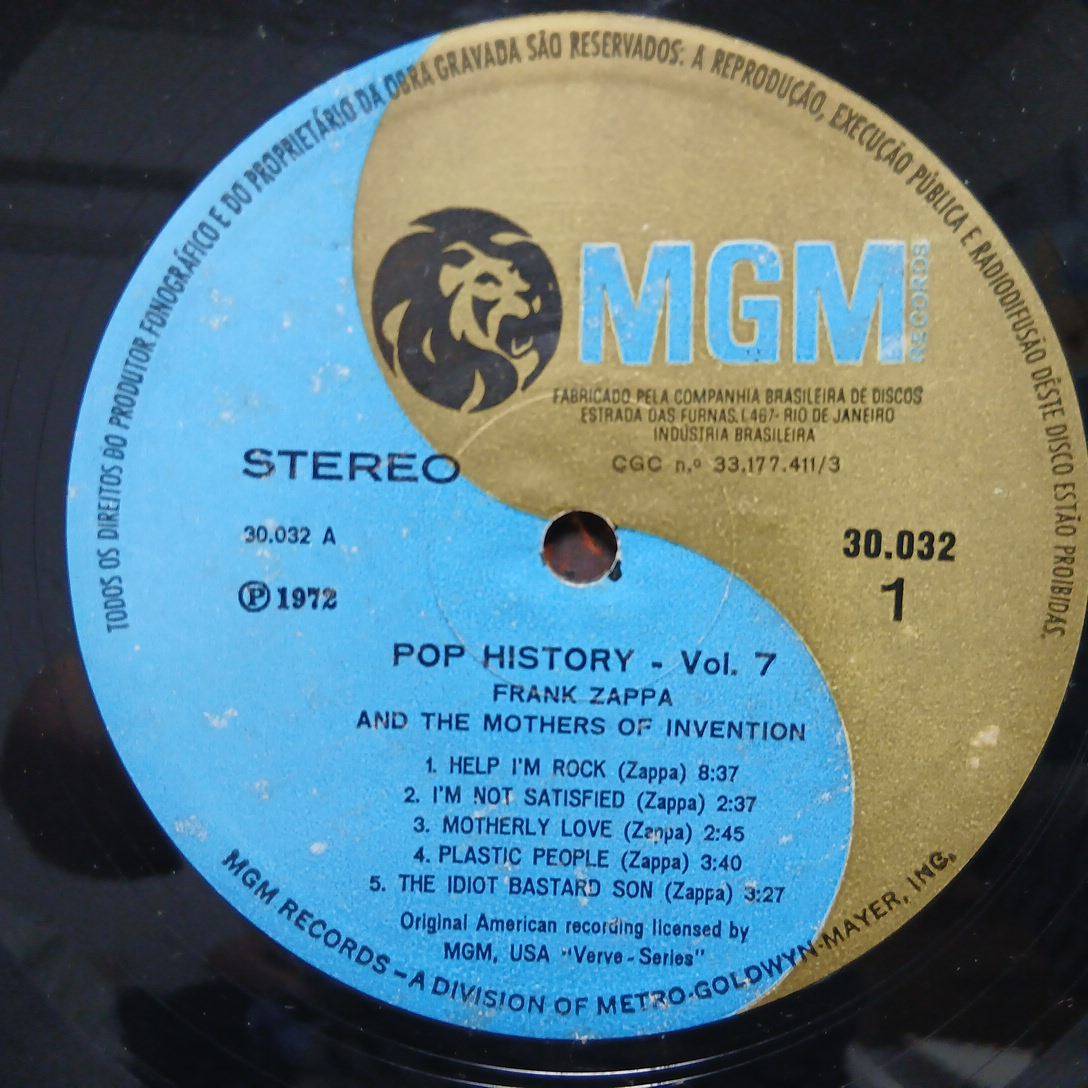 TODOS OS DIREITOS DO PRODUTOR FONOGRÁFICO E DO PROPRIETÁRIO DA OBRA GRAVADA SÃO RESERVADOS: A REPRODUÇÃO, EXECUÇÃO PÚBLICA E RADIODIFUSÃO DÊSTE DISCO ESTÃO PROIBIDAS.
MGM RECORDS
FABRICADO PELA COMPANHIA BRASILEIRA DE DISCOS
ESTRADA DAS FURNAS, 1.467- RIO DE JANEIRO
INDÚSTRIA BRASILEIRA
CGC n.º 33.177.411/3
STEREO
30.032 A
℗ 1972
30.032
1
POP HISTORY - Vol. 7
FRANK ZAPPA
AND THE MOTHERS OF INVENTION
1. HELP I'M ROCK (Zappa) 8:37
2. I'M NOT SATISFIED (Zappa) 2:37
3. MOTHERLY LOVE (Zappa) 2:45
4. PLASTIC PEOPLE (Zappa) 3:40
5. THE IDIOT BASTARD SON (Zappa) 3:27
Original American recording licensed by
MGM, USA "Verve - Series"
MGM RECORDS – A DIVISION OF METRO-GOLDWYN-MAYER, INC.